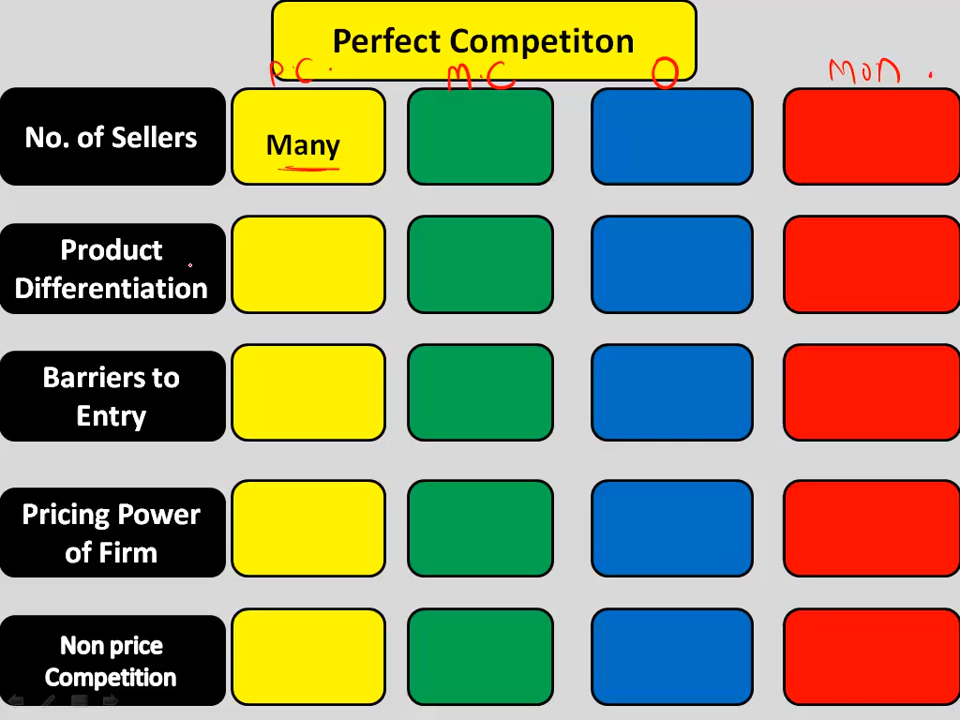 Perfect Competiton
P.C. M.C O Mon.
No. of Sellers
Many
Product
Differentiation
Barriers to
Entry
Pricing Power
of Firm
Non price
Competition